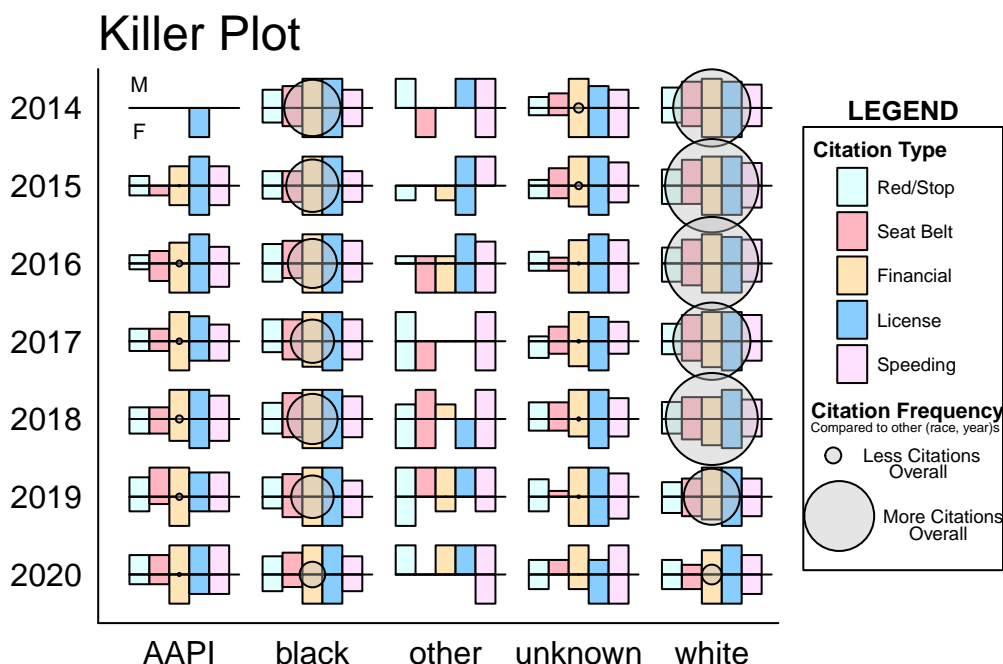 Killer Plot
M
2014
F
2015
2016
2017
2018
2019
2020
AAPI
black
other
unknown
white
LEGEND
Citation Type
Red/Stop
Seat Belt
Financial
License
Speeding
Citation Frequency
Compared to other (race, year)s
Less Citations
Overall
More Citations
Overall